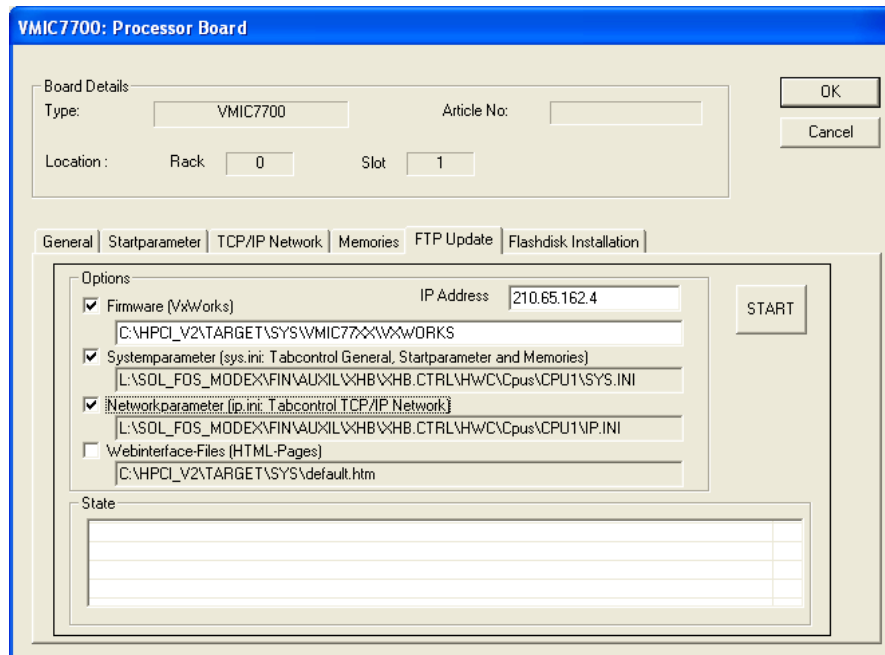 VMIC7700: Processor Board
Board Details
Type: VMIC7700 Article No: OK
Cancel
Location : Rack 0 Slot 1
General Startparameter TCP/IP Network Memories FTP Update Flashdisk Installation
Options
Firmware (VxWorks) IP Address 210.65.162.4 START
C:\HPCI_V2\TARGET\SYS\VMIC77XX\VXWORKS
Systemparameter (sys.ini: Tabcontrol General, Startparameter and Memories)
L:\SOL_FOS_MODEX\FIN\AUXIL\XHB\XHB.CTRL\HWC\Cpus\CPU1\SYS.INI
Networkparameter (ip.ini: Tabcontrol TCP/IP Network)
L:\SOL_FOS_MODEX\FIN\AUXIL\XHB\XHB.CTRL\HWC\Cpus\CPU1\IP.INI
Webinterface-Files (HTML-Pages)
C:\HPCI_V2\TARGET\SYS\default.htm
State